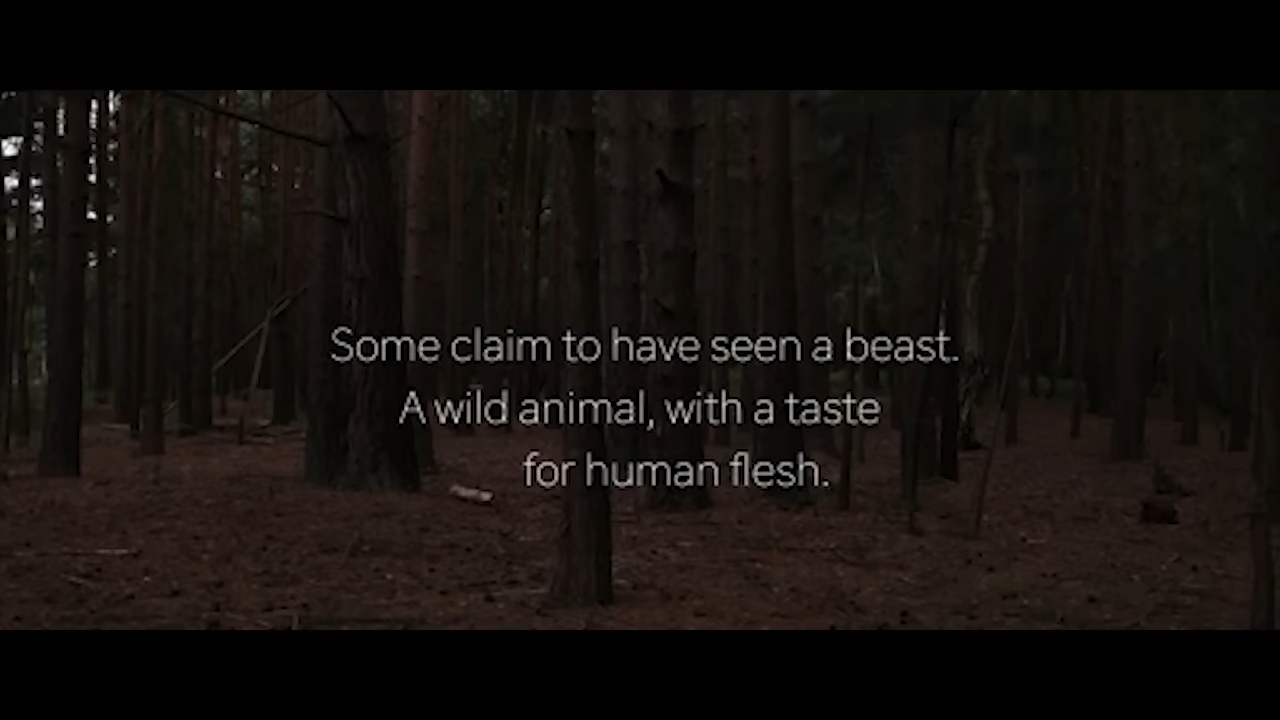 Some claim to have seen a beast.
A wild animal, with a taste
for human flesh.